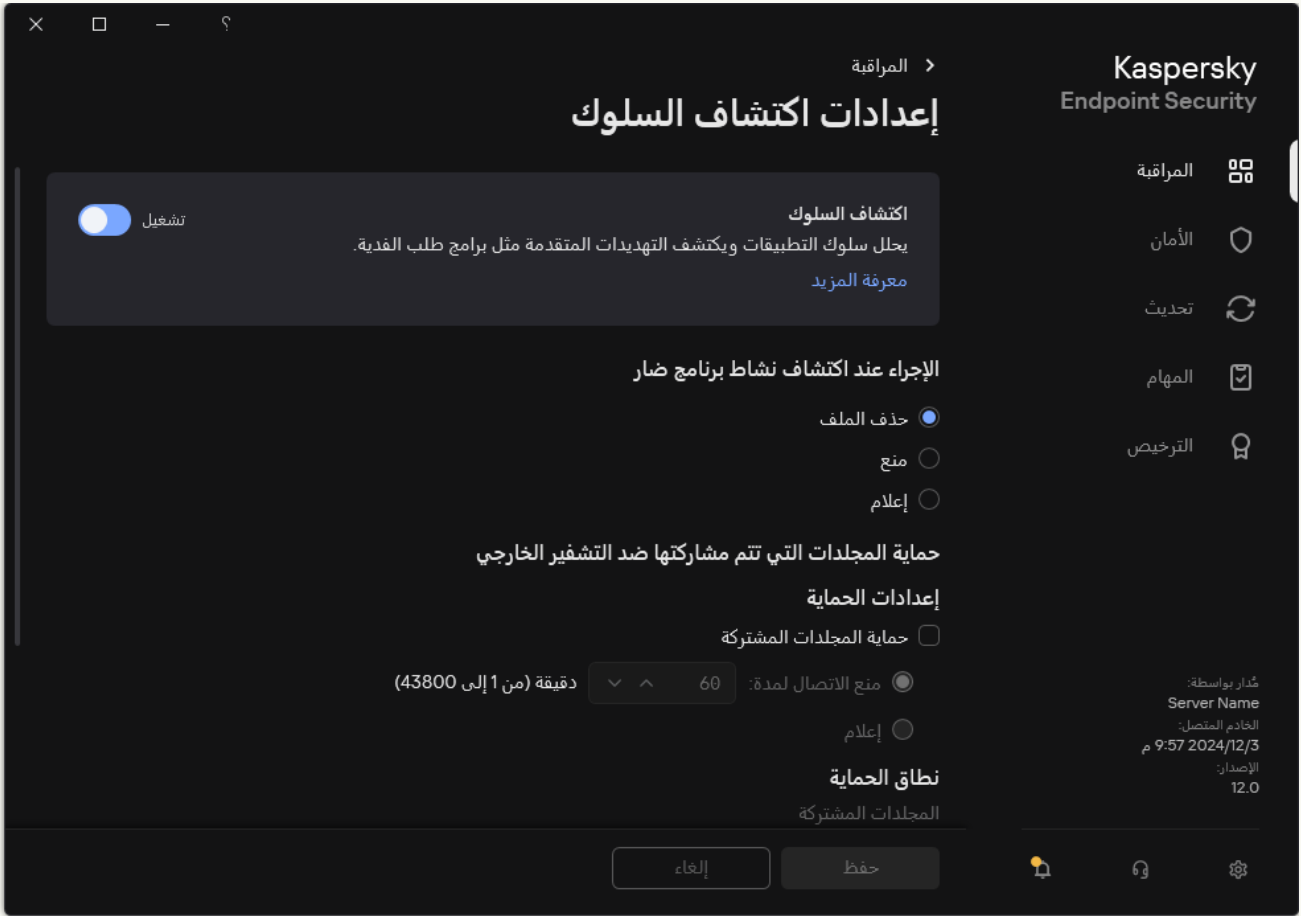 ؟
Kaspersky
Endpoint Security
المراقبة
الأمان
تحديث
المهام
الترخيص
مُدار بواسطة:
Server Name
الخادم المتصل:
2024/12/3 9:57 م
الإصدار:
12.0
المراقبة
إعدادات اكتشاف السلوك
اكتشاف السلوك
تشغيل
يحلل سلوك التطبيقات ويكتشف التهديدات المتقدمة مثل برامج طلب الفدية.
معرفة المزيد
الإجراء عند اكتشاف نشاط برنامج ضار
حذف الملف
منع
إعلام
حماية المجلدات التي تتم مشاركتها ضد التشفير الخارجي
إعدادات الحماية
حماية المجلدات المشتركة
منع الاتصال لمدة: 60 دقيقة (من 1 إلى 43800)
إعلام
نطاق الحماية
المجلدات المشتركة
حفظ
إلغاء